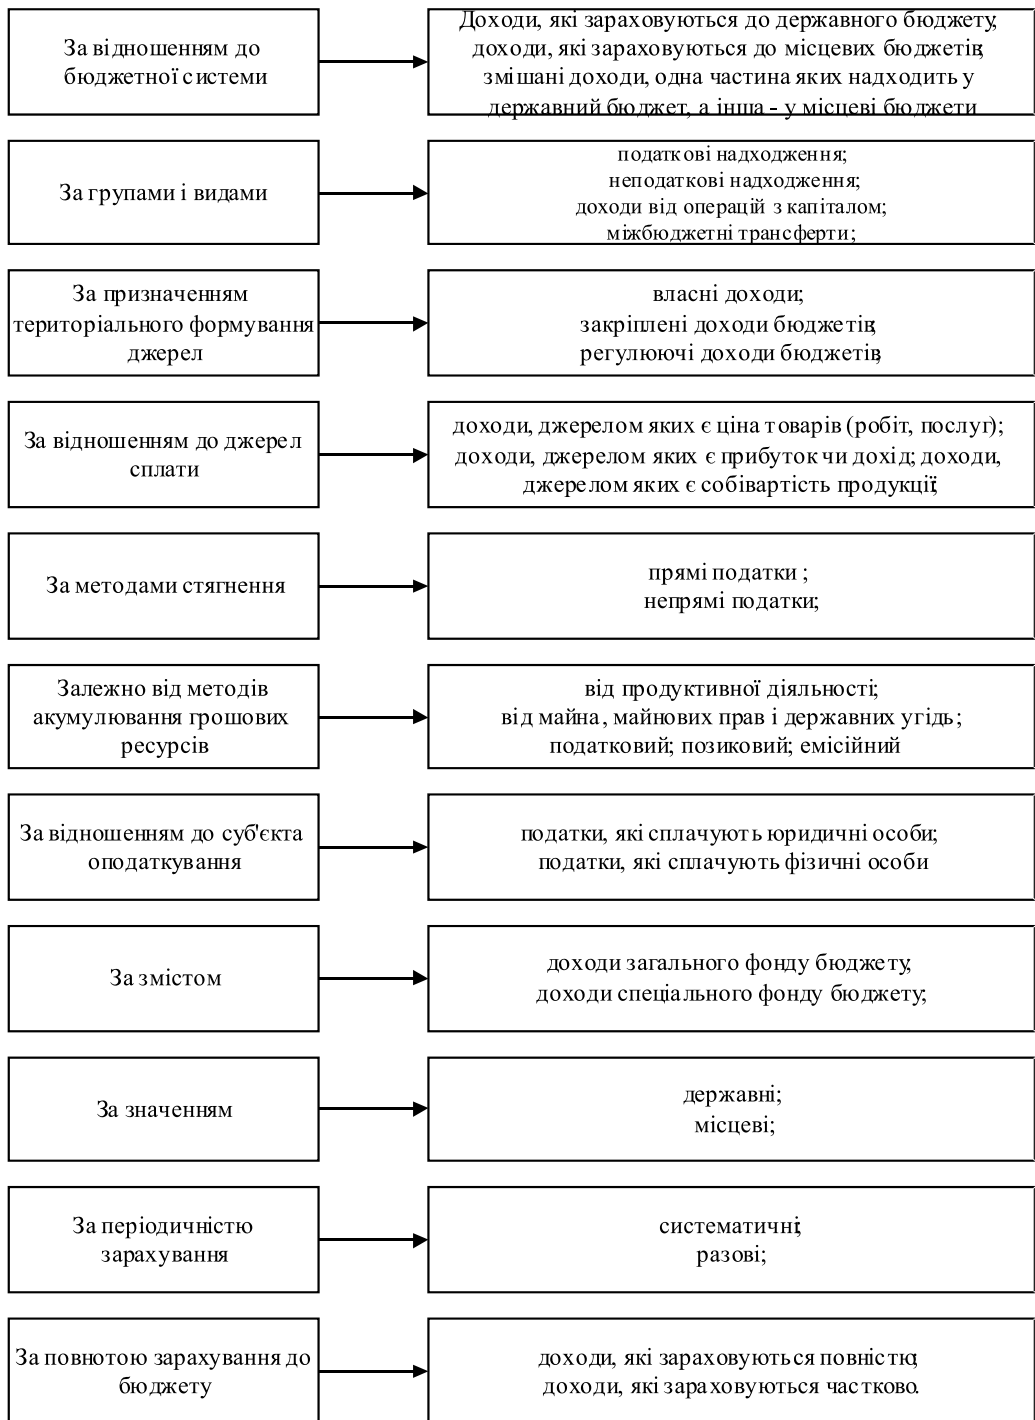 За відношенням до
бюджетної системи
Доходи, які зараховуються до державного бюджету;
доходи, які зараховуються до місцевих бюджетів;
змішані доходи, одна частина яких надходить у
державний бюджет, а інша - у місцеві бюджети
За групами і видами
податкові надходження;
неподаткові надходження;
доходи від операцій з капіталом;
міжбюджетні трансферти;
За призначенням
територіального формування
джерел
власні доходи;
закріплені доходи бюджетів;
регулюючі доходи бюджетів;
За відношенням до джерел
сплати
доходи, джерелом яких є ціна товарів (робіт, послуг);
доходи, джерелом яких є прибуток чи дохід; доходи,
джерелом яких є собівартість продукції;
За методами стягнення
прямі податки ;
непрямі податки;
Залежно від методів
акумулювання грошових
ресурсів
від продуктивної діяльності;
від майна, майнових прав і державних угідь;
податковий; позиковий; емісійний
За відношенням до суб'єкта
оподаткування
податки, які сплачують юридичні особи;
податки, які сплачують фізичні особи
За змістом
доходи загального фонду бюджету;
доходи спеціального фонду бюджету;
За значенням
державні;
місцеві;
За періодичністю
зарахування
систематичні;
разові;
За повнотою зарахування до
бюджету
доходи, які зараховуються повністю;
доходи, які зараховуються частково.